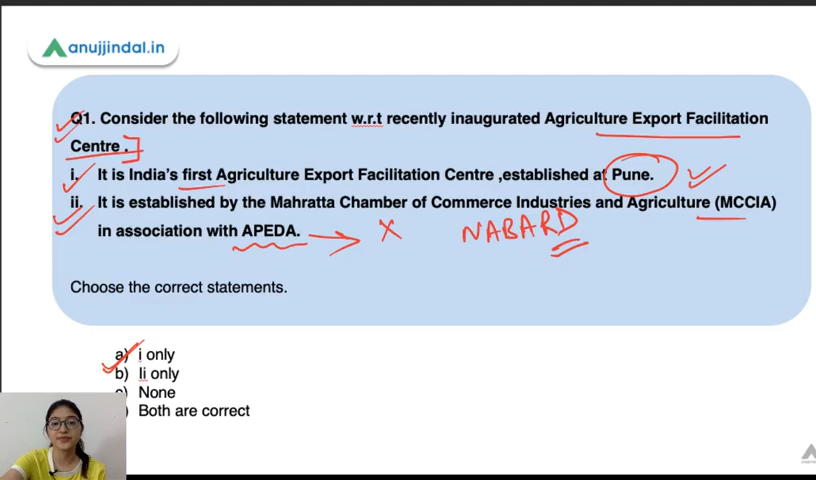 anujjindal.in
Q1. Consider the following statement w.r.t recently inaugurated Agriculture Export Facilitation
Centre .
i. It is India's first Agriculture Export Facilitation Centre ,established at Pune.
ii. It is established by the Mahratta Chamber of Commerce Industries and Agriculture (MCCIA)
in association with APEDA. X NABARD
Choose the correct statements.
a) i only
b) Ii only
c) None
) Both are correct